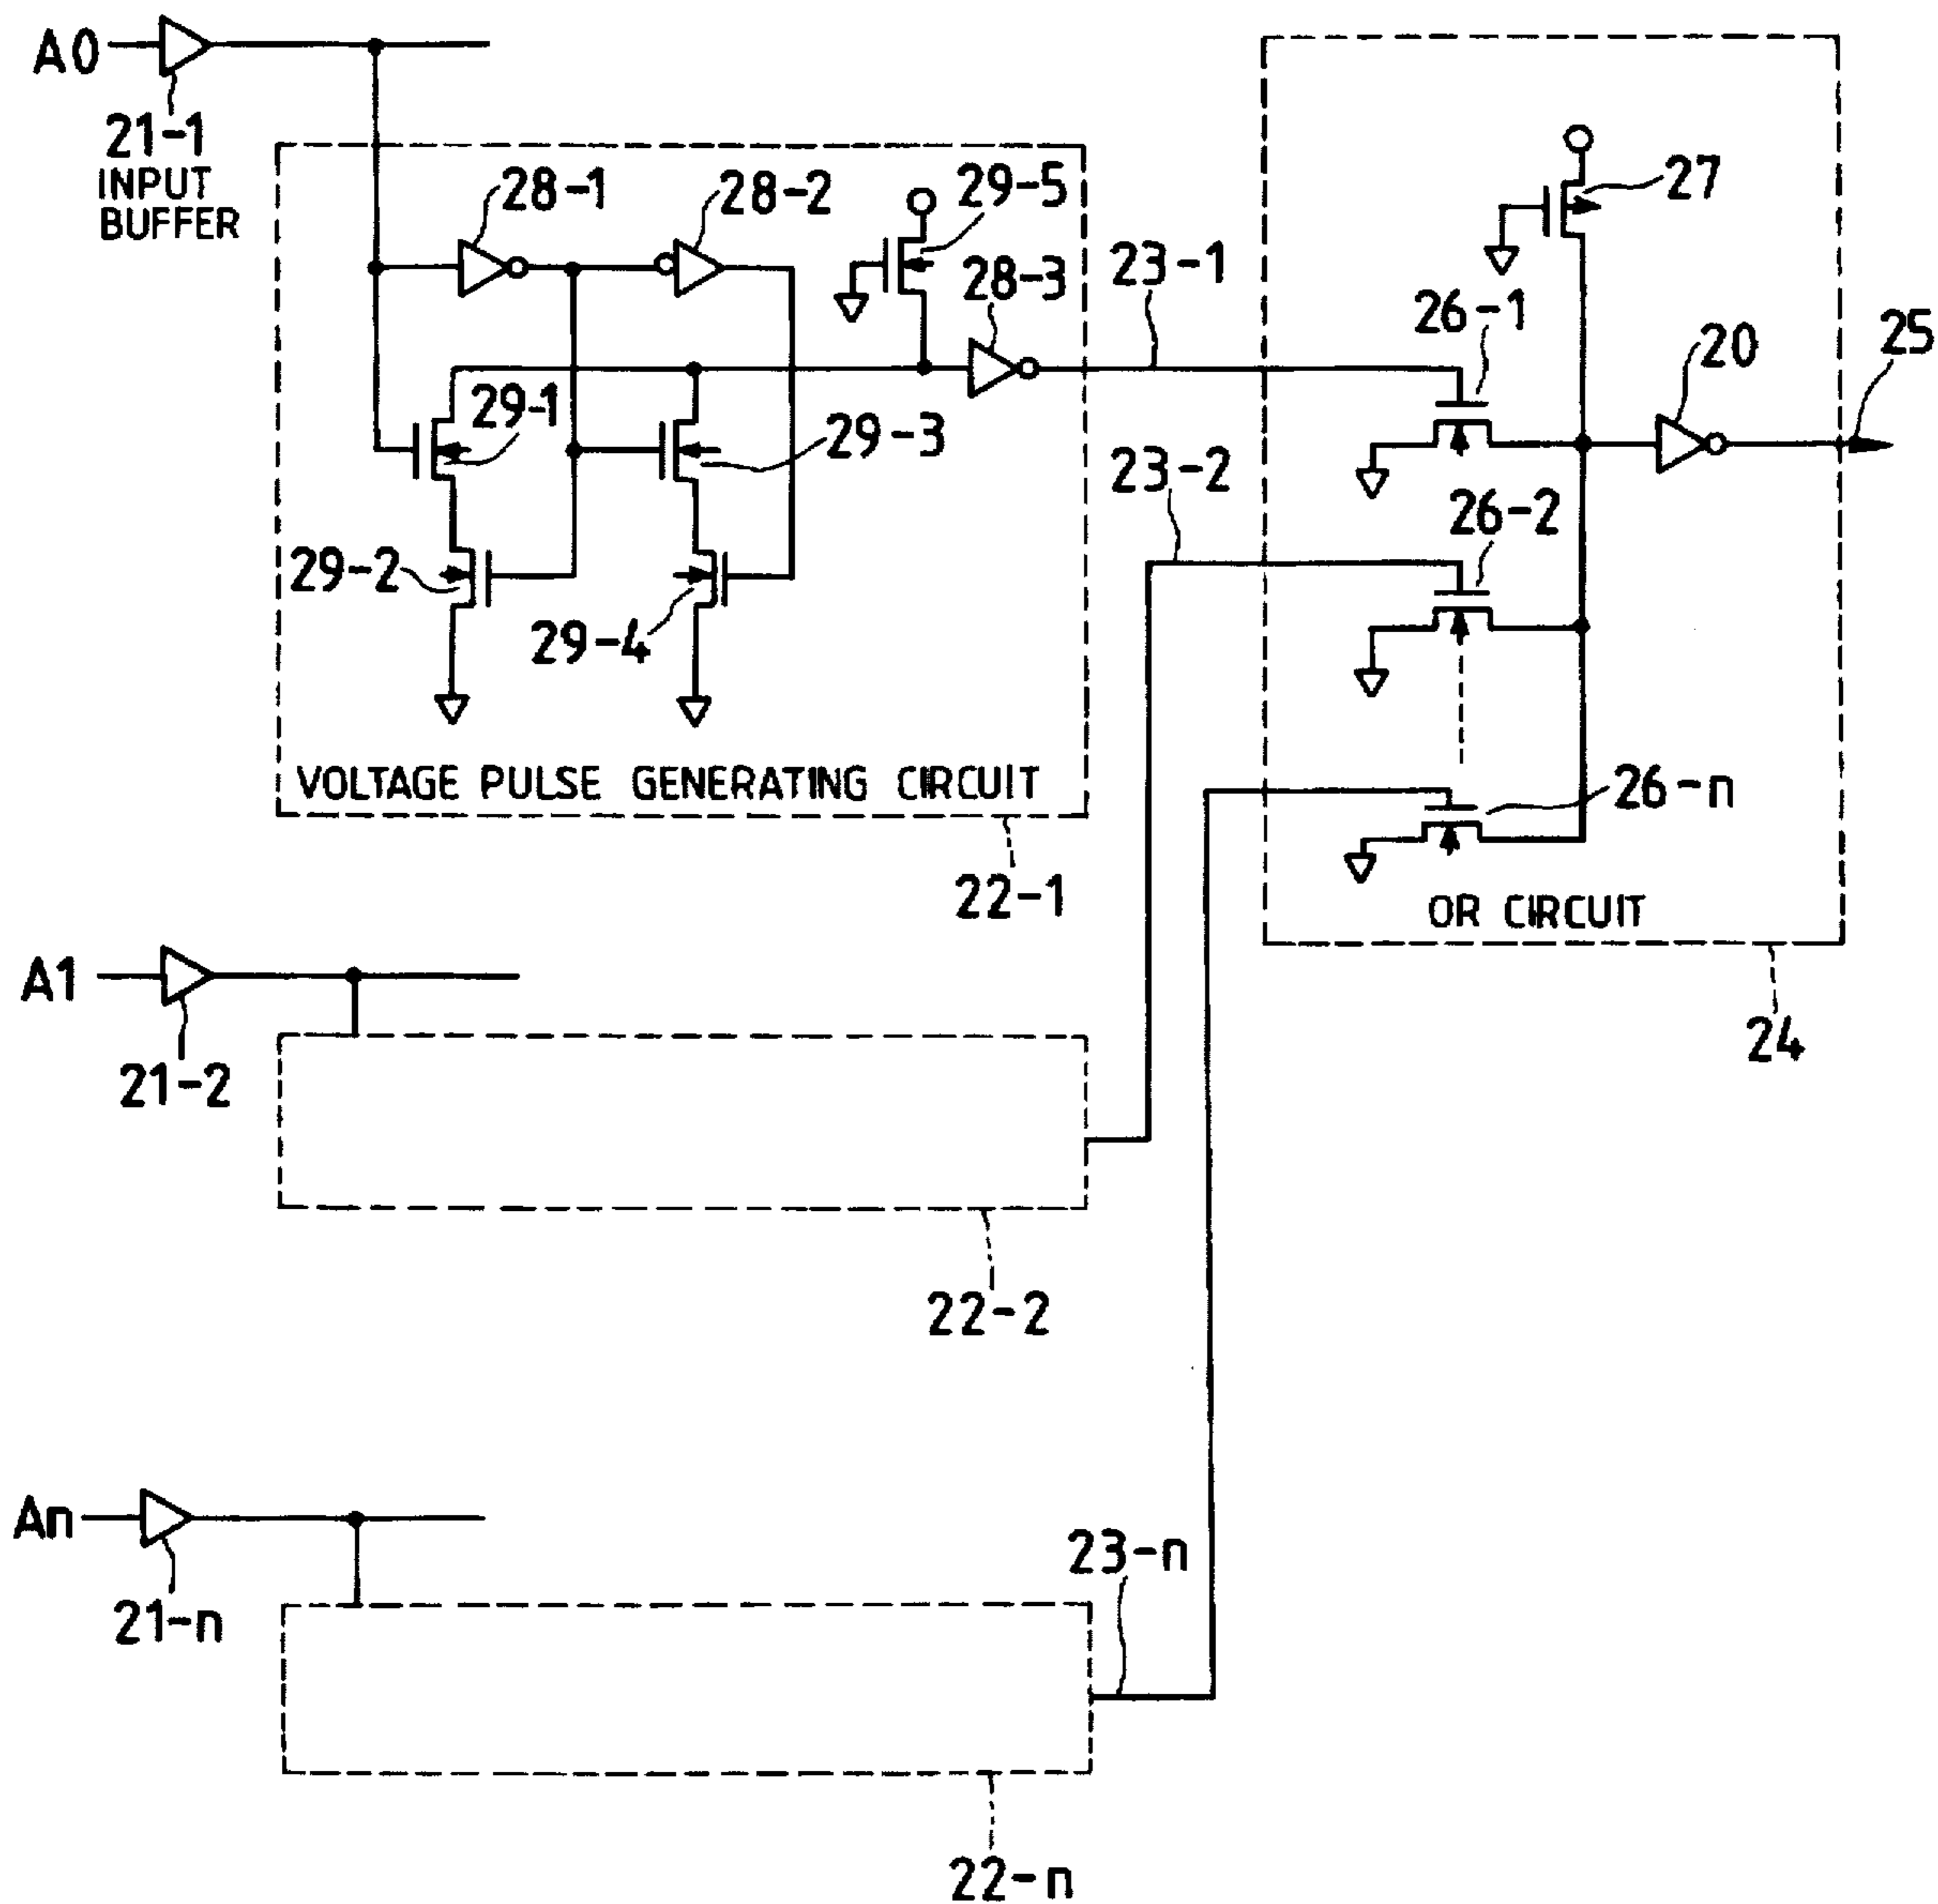 A0
21-1
INPUT
BUFFER
28-1
28-2
29-5
28-3
23-1
27
26-1
20
25
29-1
29-3
23-2
26-2
29-2
29-4
VOLTAGE PULSE GENERATING CIRCUIT
26-n
22-1
OR CIRCUIT
24
A1
21-2
22-2
An
21-n
23-n
22-n